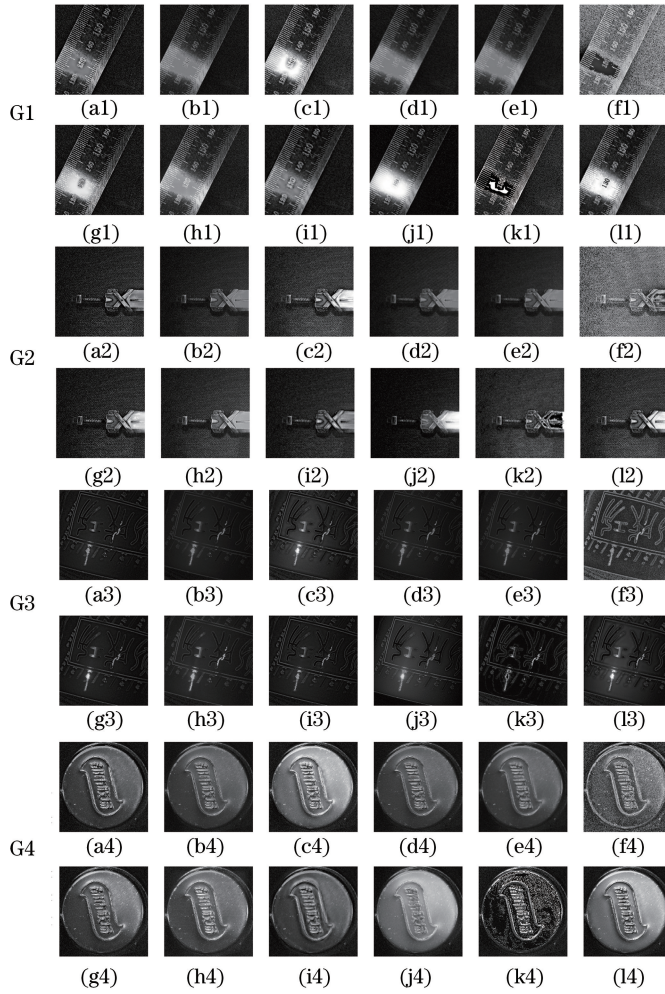 (a1) (b1) (c1) (d1) (e1) (f1)
G1
(g1) (h1) (i1) (j1) (k1) (l1)
(a2) (b2) (c2) (d2) (e2) (f2)
G2
(g2) (h2) (i2) (j2) (k2) (l2)
(a3) (b3) (c3) (d3) (e3) (f3)
G3
(g3) (h3) (i3) (j3) (k3) (l3)
(a4) (b4) (c4) (d4) (e4) (f4)
G4
(g4) (h4) (i4) (j4) (k4) (l4)